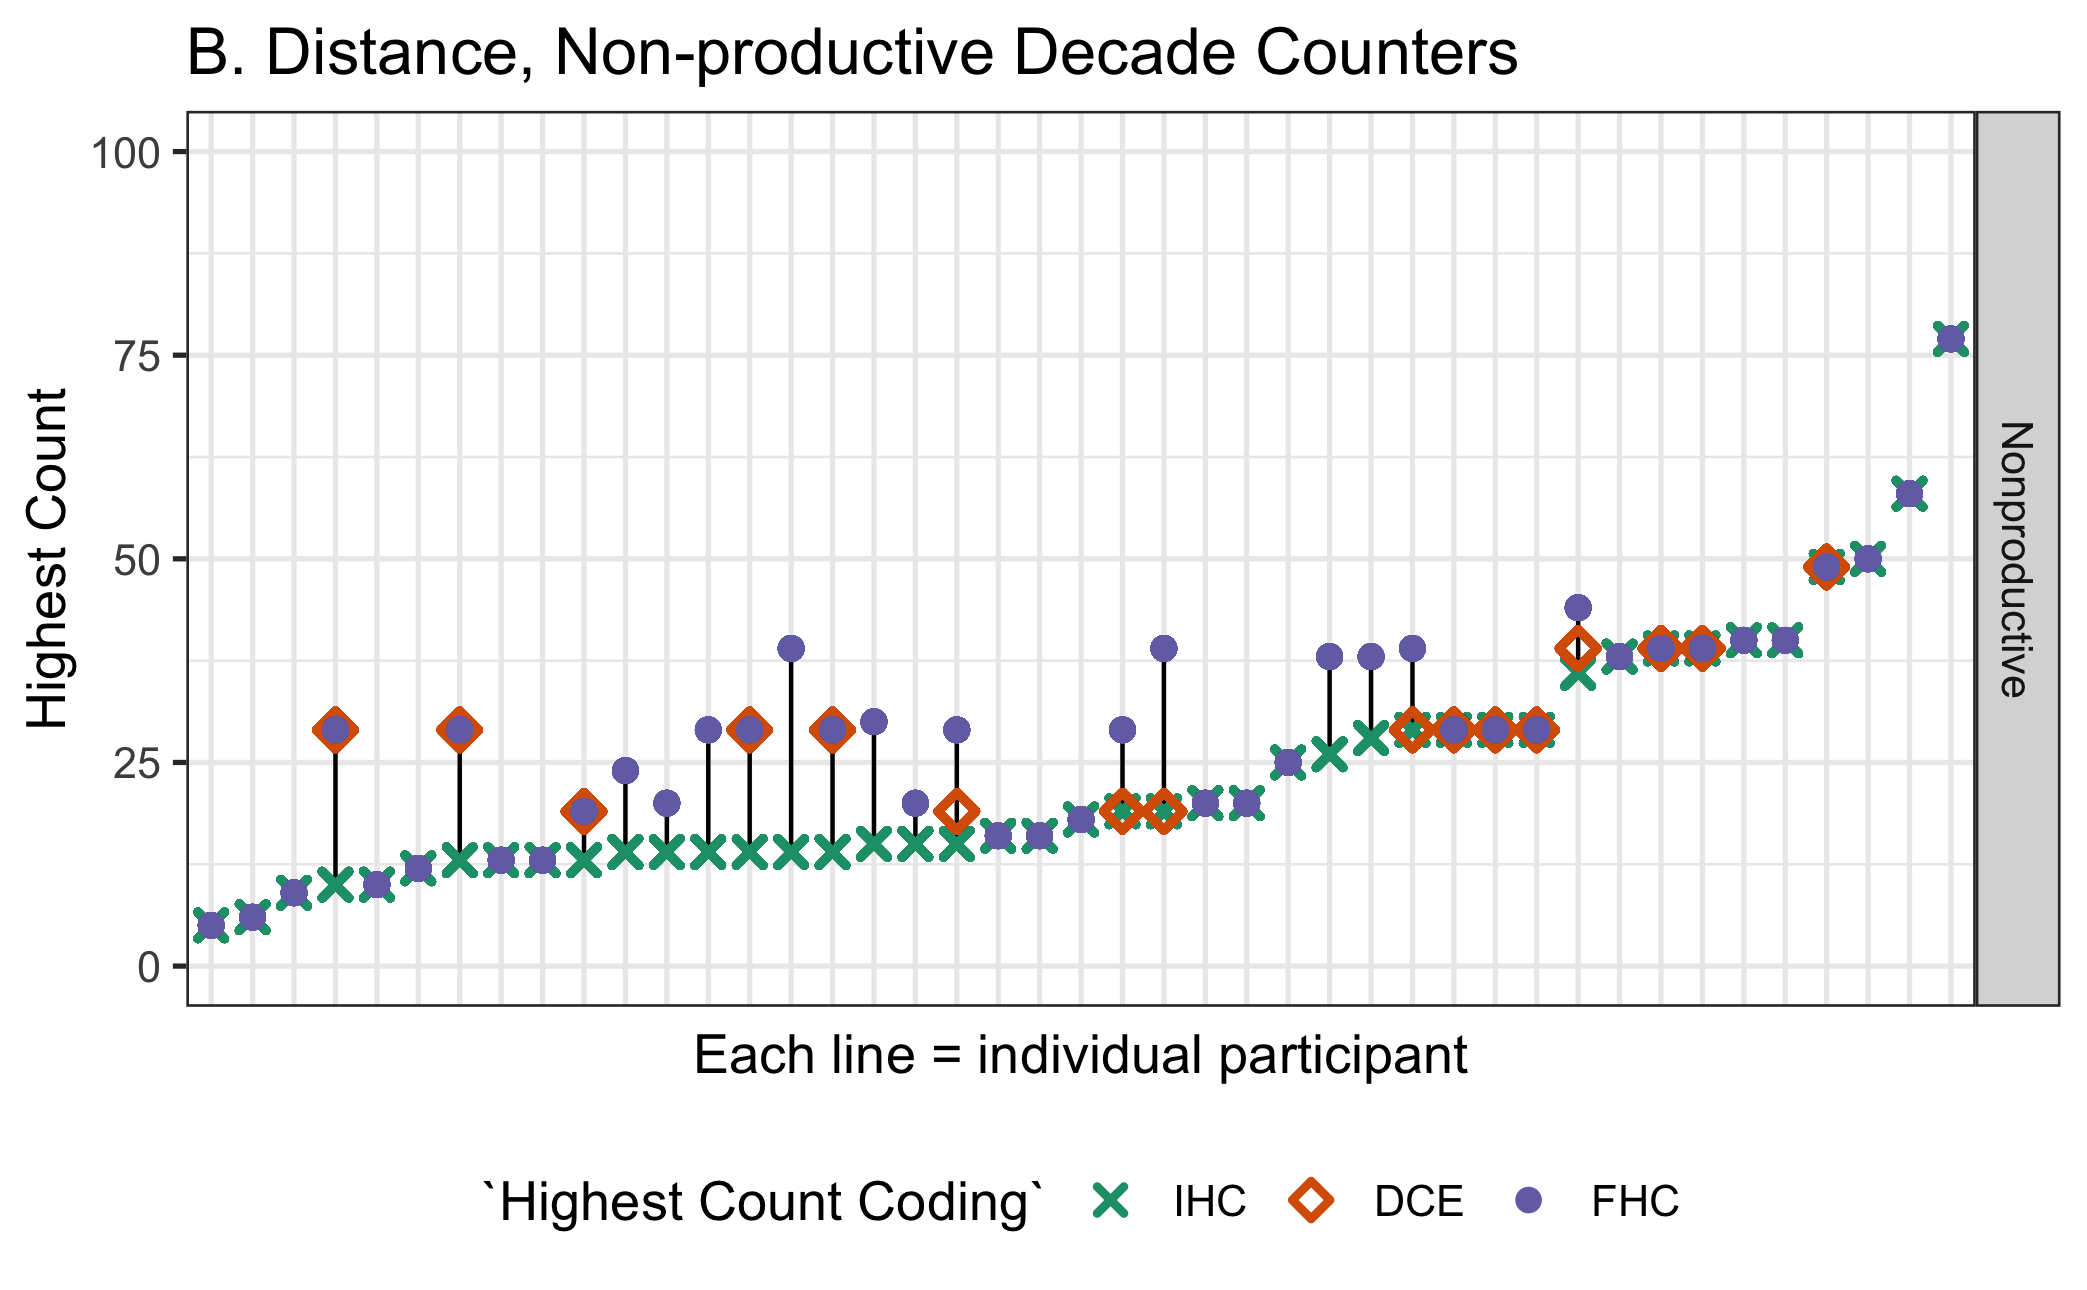 B. Distance, Non-productive Decade Counters
100
75
50
25
0
Highest Count
Nonproductive
Each line = individual participant
`Highest Count Coding` IHC DCE FHC